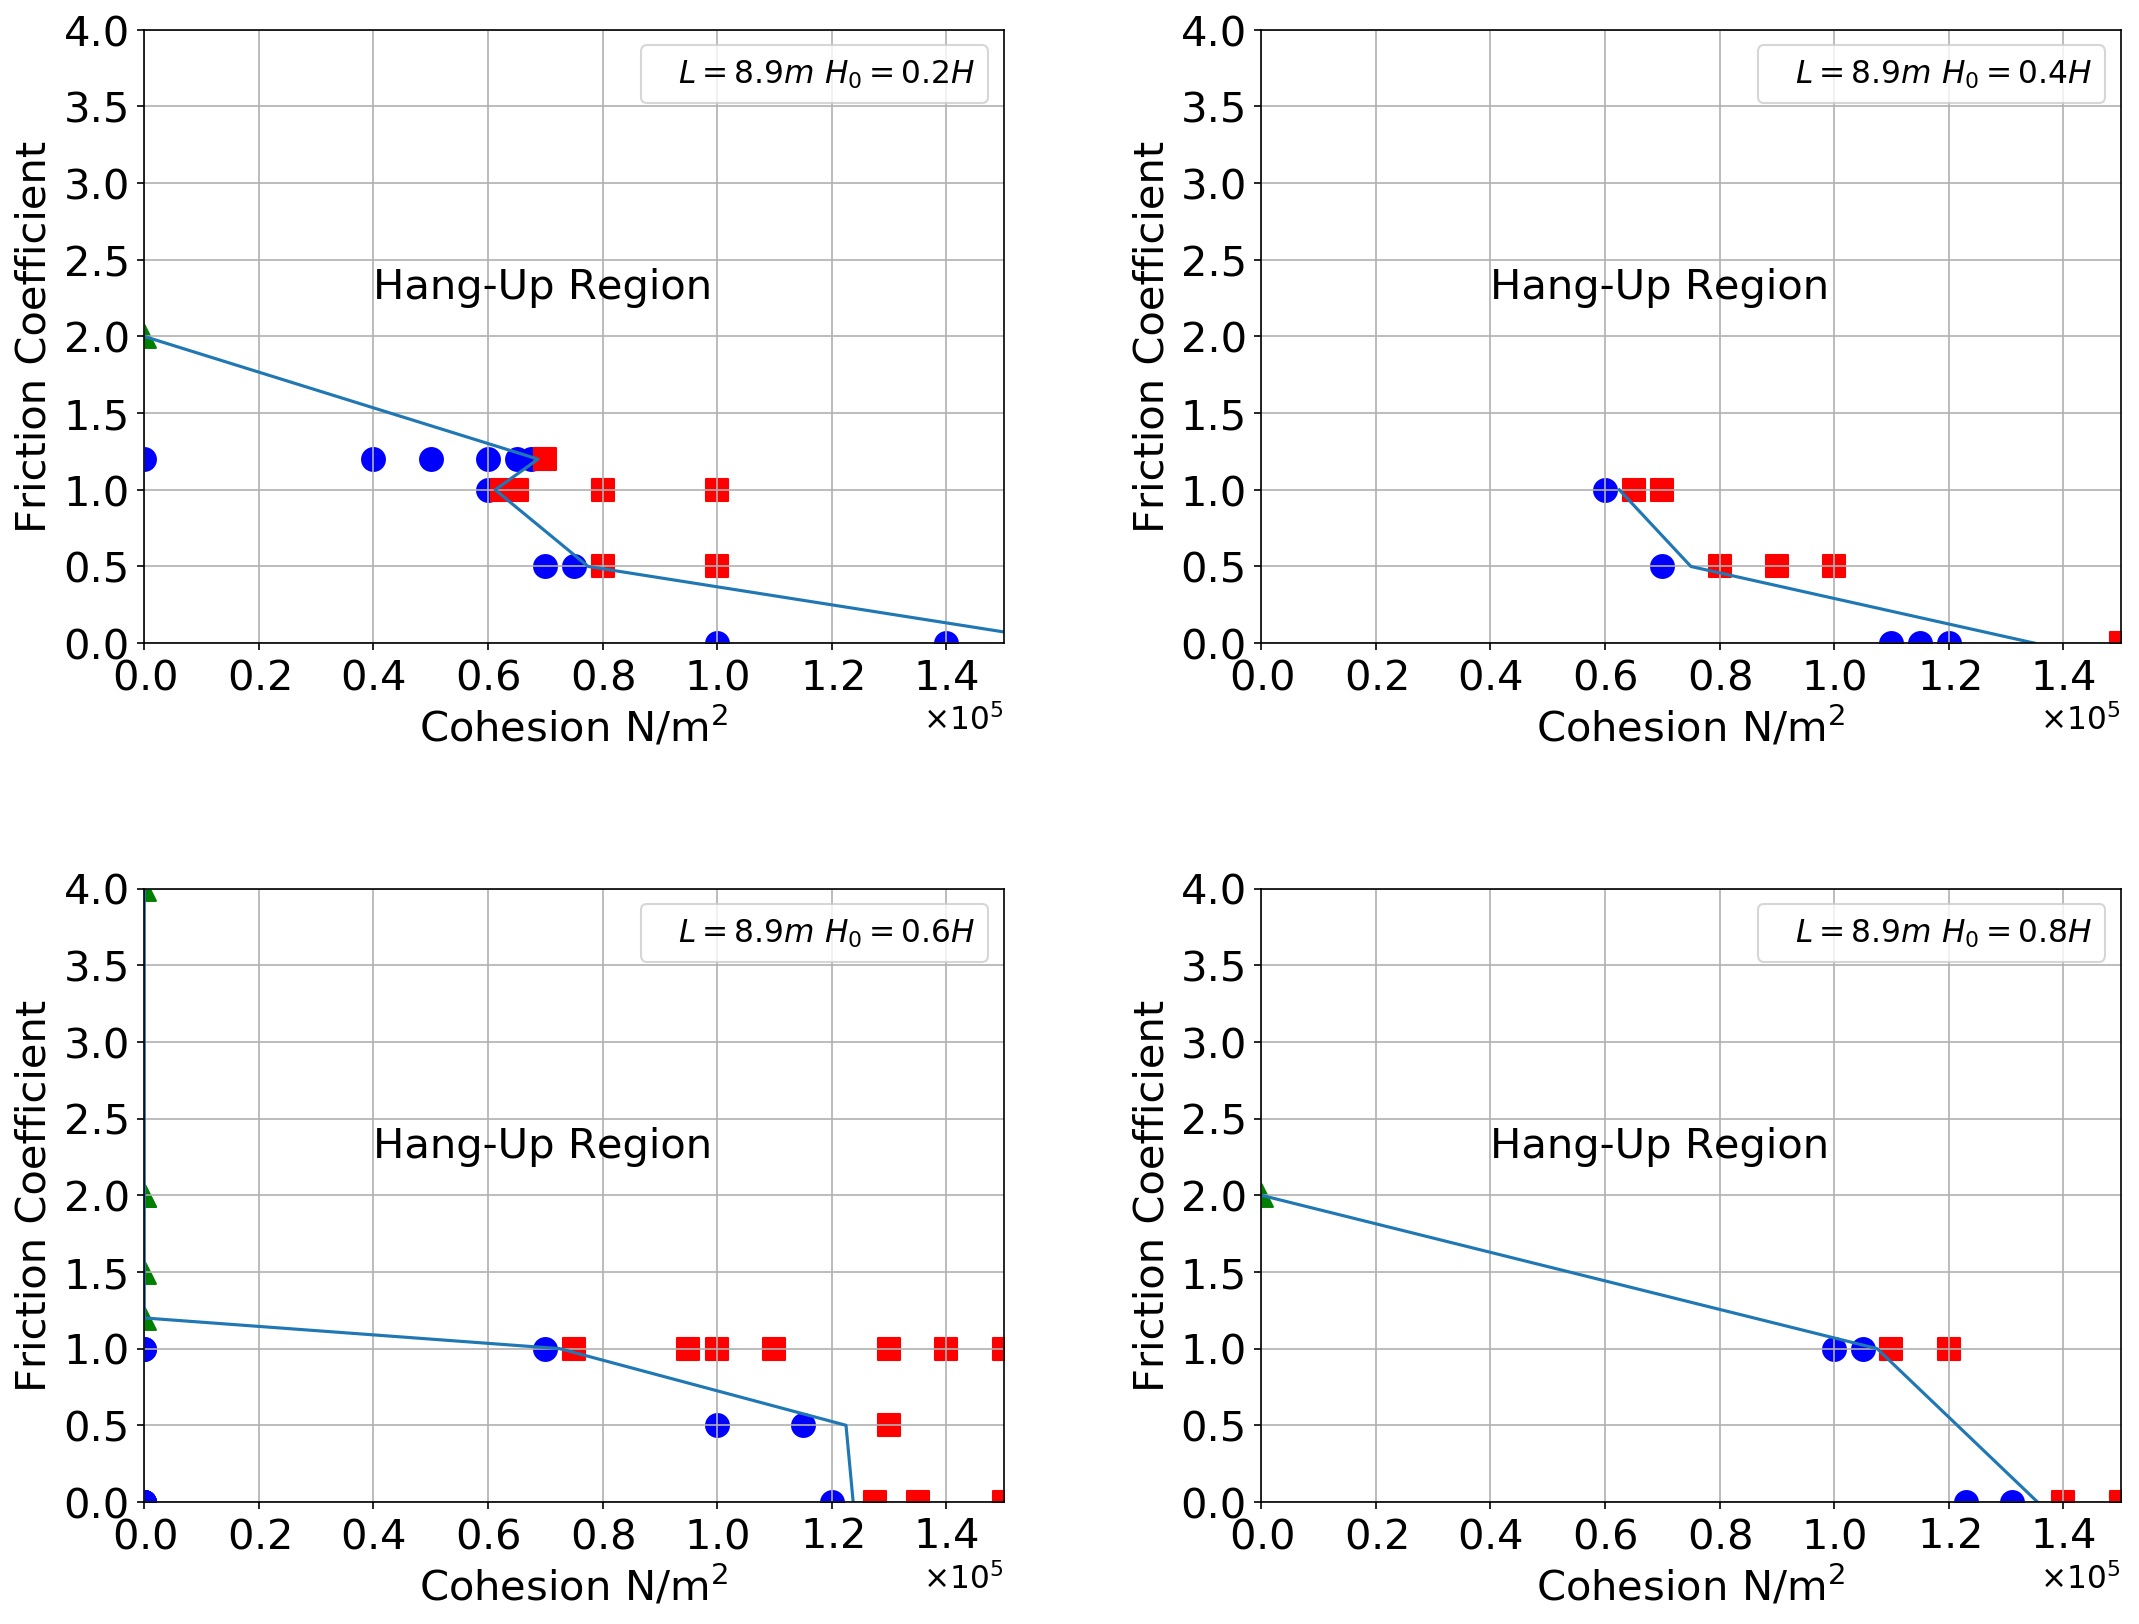 4.0
3.5
3.0
2.5
2.0
1.5
1.0
0.5
0.0
Friction Coefficient
L = 8.9m H₀ = 0.2H
Hang-Up Region
0.0 0.2 0.4 0.6 0.8 1.0 1.2 1.4
×10⁵
Cohesion N/m²
4.0
3.5
3.0
2.5
2.0
1.5
1.0
0.5
0.0
Friction Coefficient
L = 8.9m H₀ = 0.4H
Hang-Up Region
0.0 0.2 0.4 0.6 0.8 1.0 1.2 1.4
×10⁵
Cohesion N/m²
4.0
3.5
3.0
2.5
2.0
1.5
1.0
0.5
0.0
Friction Coefficient
L = 8.9m H₀ = 0.6H
Hang-Up Region
0.0 0.2 0.4 0.6 0.8 1.0 1.2 1.4
×10⁵
Cohesion N/m²
4.0
3.5
3.0
2.5
2.0
1.5
1.0
0.5
0.0
Friction Coefficient
L = 8.9m H₀ = 0.8H
Hang-Up Region
0.0 0.2 0.4 0.6 0.8 1.0 1.2 1.4
×10⁵
Cohesion N/m²